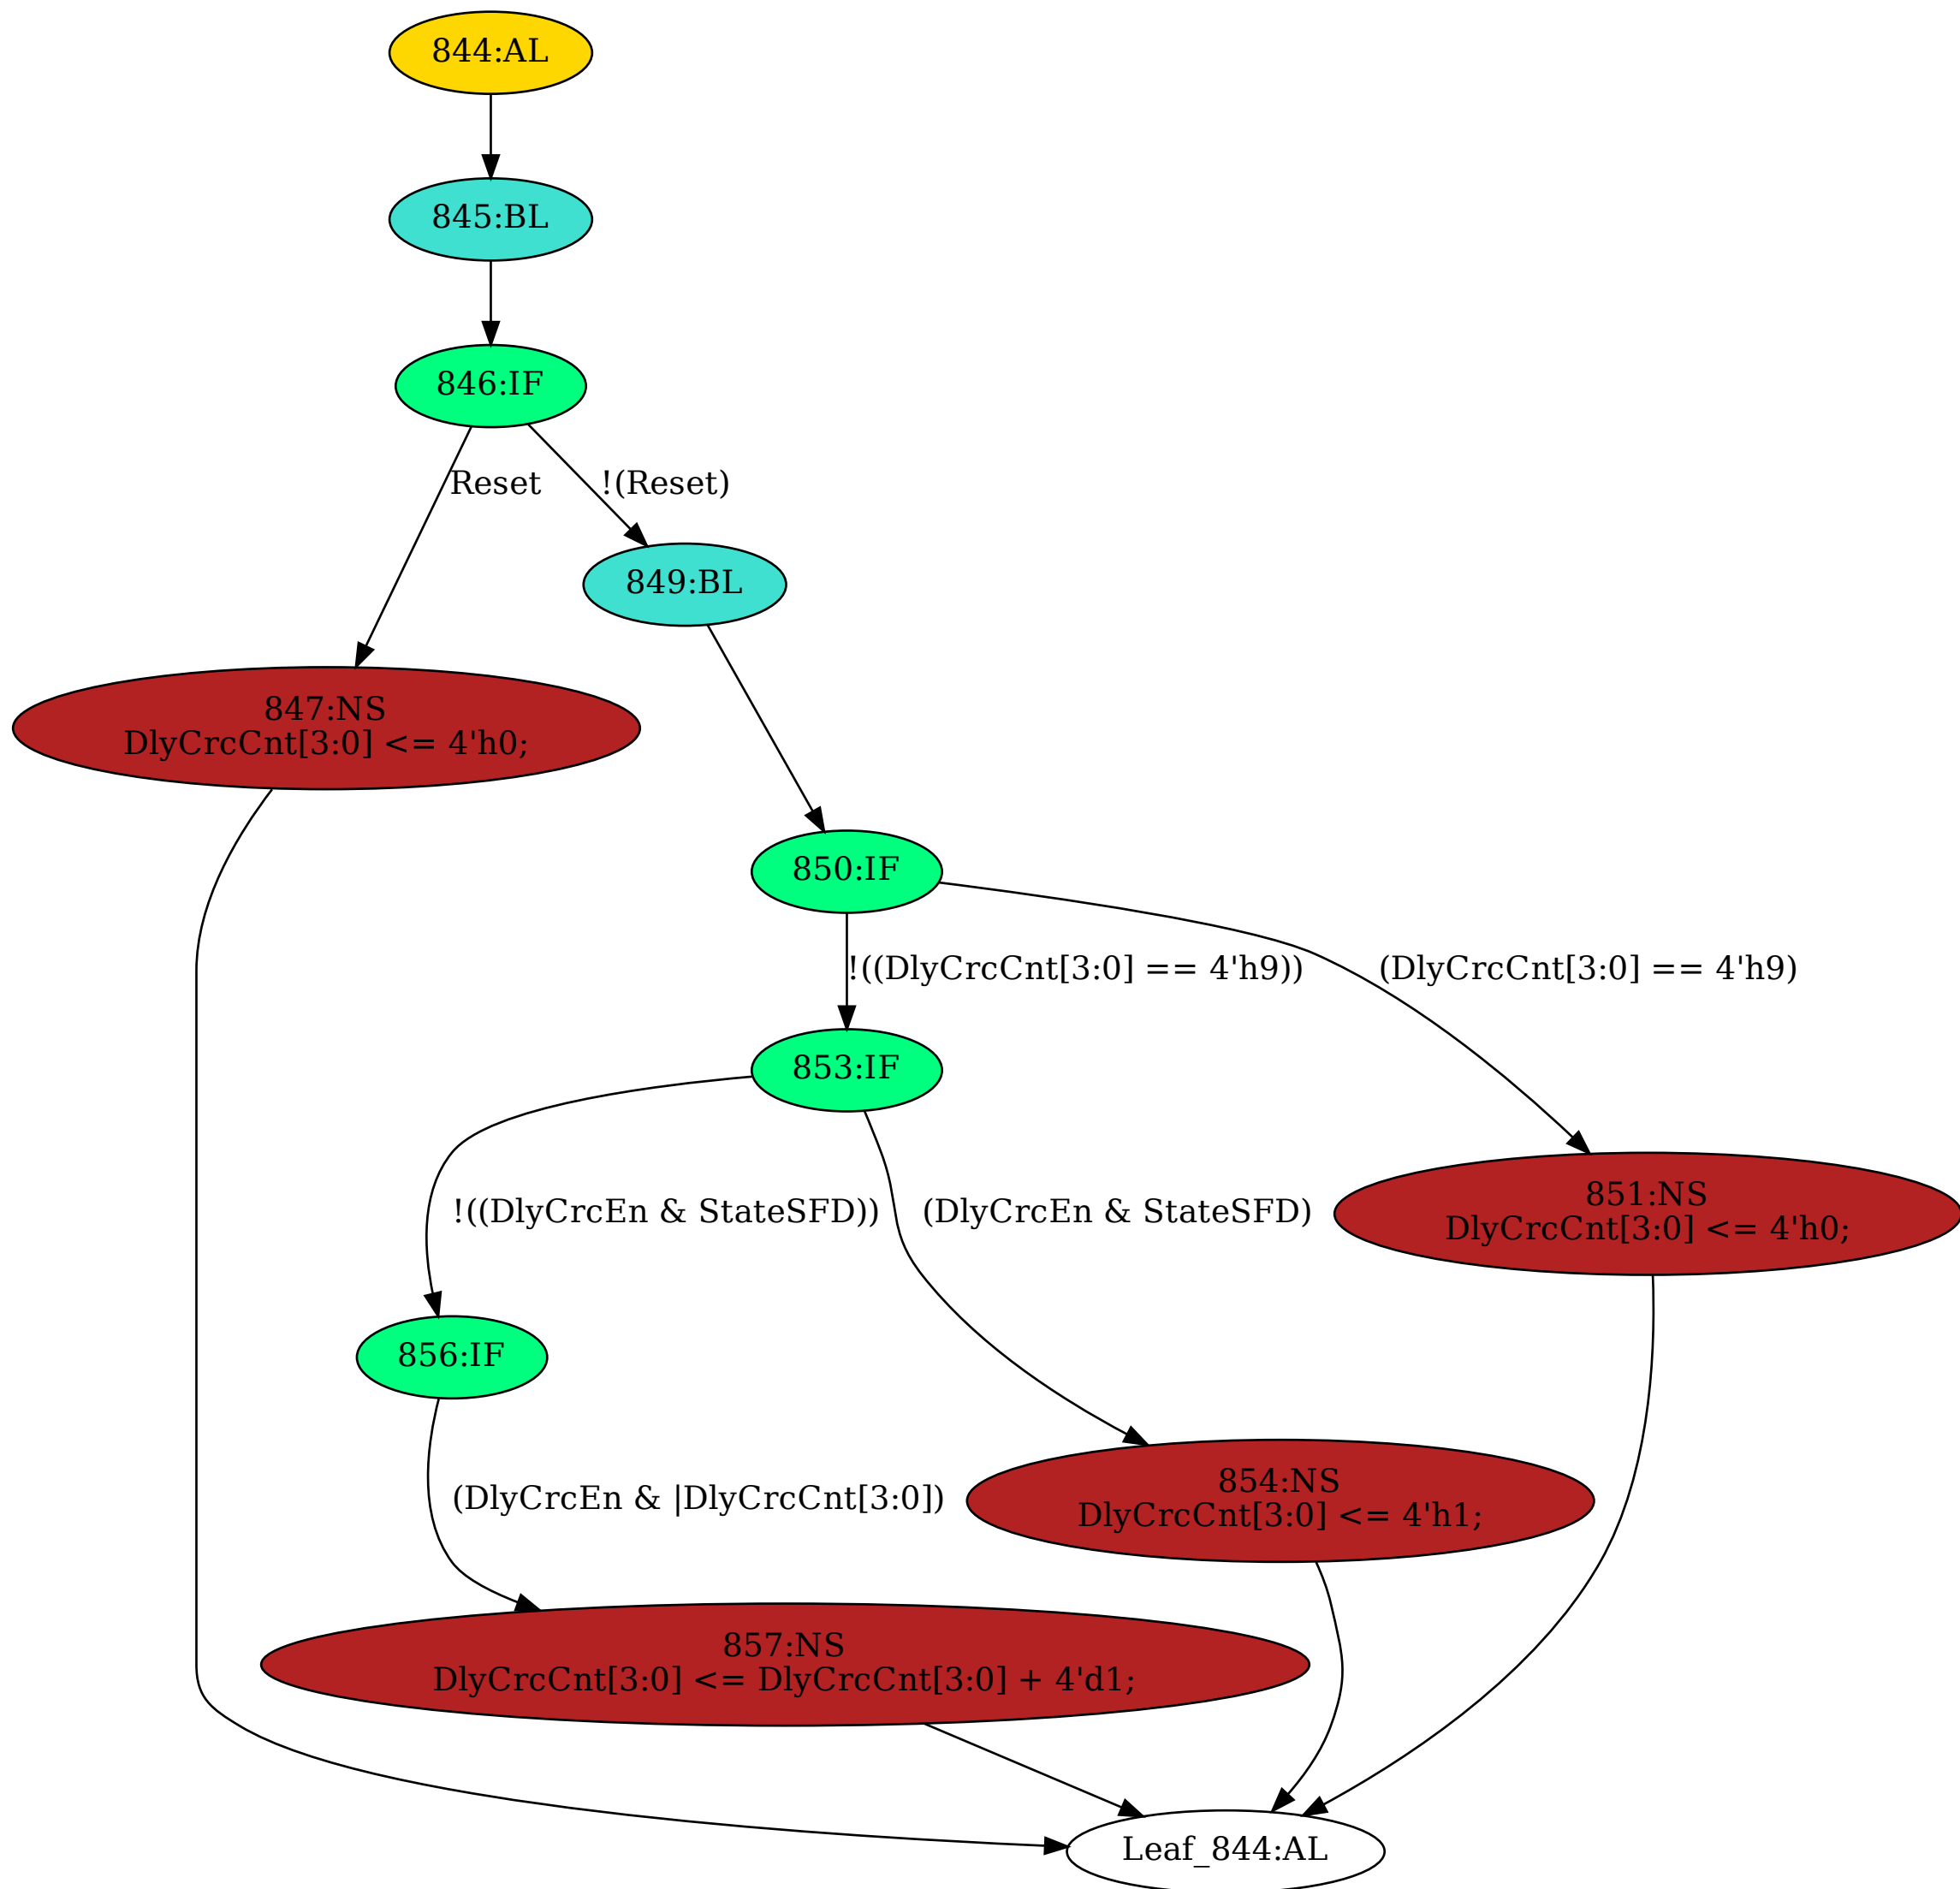 844:AL
845:BL
846:IF
Reset
!(Reset)
849:BL
847:NS
DlyCrcCnt[3:0] <= 4'h0;
850:IF
!((DlyCrcCnt[3:0] == 4'h9))
(DlyCrcCnt[3:0] == 4'h9)
853:IF
!((DlyCrcEn & StateSFD))
(DlyCrcEn & StateSFD)
851:NS
DlyCrcCnt[3:0] <= 4'h0;
856:IF
(DlyCrcEn & |DlyCrcCnt[3:0])
854:NS
DlyCrcCnt[3:0] <= 4'h1;
857:NS
DlyCrcCnt[3:0] <= DlyCrcCnt[3:0] + 4'd1;
Leaf_844:AL